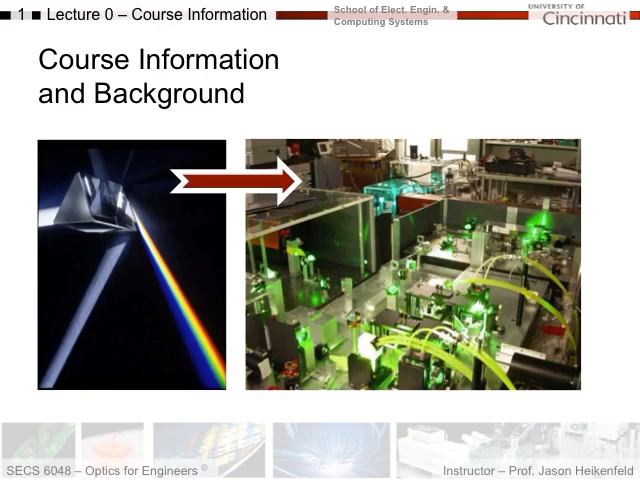 1 Lecture 0 – Course Information
School of Elect. Engin. &
Computing Systems
UNIVERSITY OF
Cincinnati
Course Information
and Background
SECS 6048 – Optics for Engineers ©
Instructor – Prof. Jason Heikenfeld